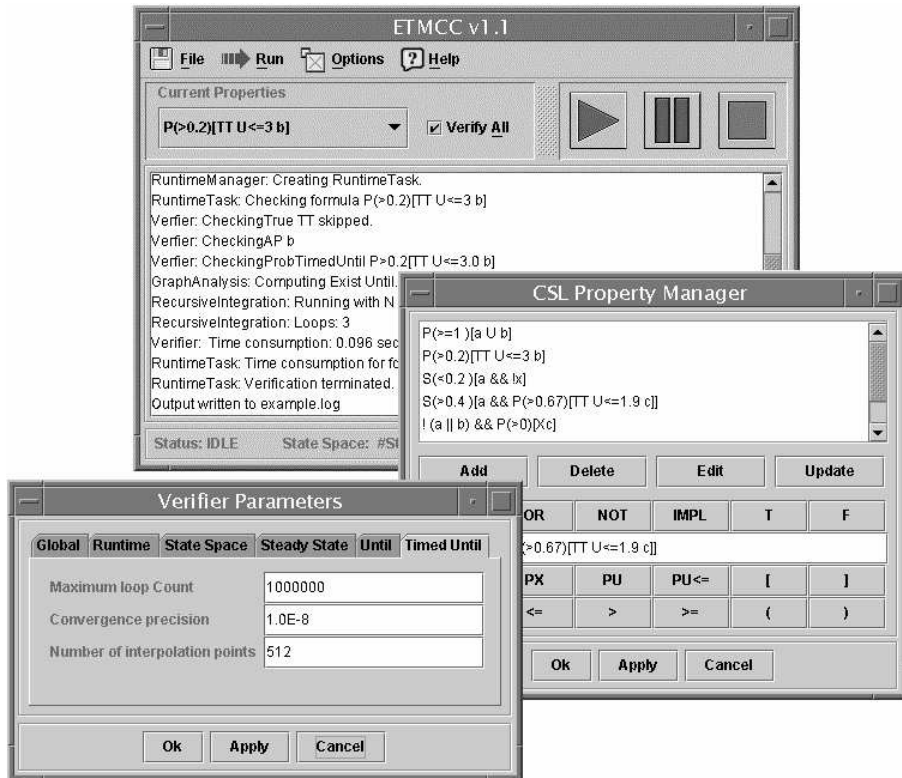 ETMCC v1.1
File Run Options Help
Current Properties
P(>0.2)[TT U<=3 b]
Verify All
RuntimeManager: Creating RuntimeTask.
RuntimeTask: Checking formula P(>0.2)[TT U<=3 b]
Verfier: CheckingTrue TT skipped.
Verfier: CheckingAP b
Verfier: CheckingProbTimedUntil P>0.2[TT U<=3.0 b]
GraphAnalysis: Computing Exist Until.
RecursiveIntegration: Running with N
RecursiveIntegration: Loops: 3
Verifier: Time consumption: 0.096 sec
RuntimeTask: Time consumption for
RuntimeTask: Verification terminated.
Output written to example.log
Status: IDLE State Space:
CSL Property Manager
P(>=1 )[a U b]
P(>0.2)[TT U<=3 b]
S(<0.2 )[a && !x]
S(>0.4 )[a && P(>0.67)[TT U<=1.9 c]]
! (a || b) && P(>0)[Xc]
Add Delete Edit Update
OR NOT IMPL T F
(>0.67)[TT U<=1.9 c]]
PX PU PU<= [ ]
<= > >= ( )
Ok Apply Cancel
Verifier Parameters
Global Runtime State Space Steady State Until Timed Until
Maximum loop Count 1000000
Convergence precision 1.0E-8
Number of interpolation points 512
Ok Apply Cancel